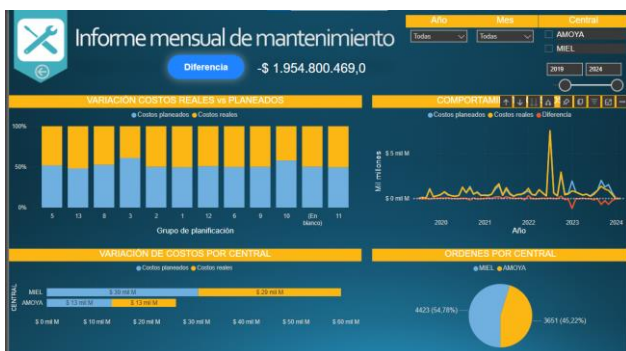 Informe mensual de mantenimiento
Año
Mes
Central
Todas
Todas
AMOYA
MIEL
2019
2024
Diferencia
-$ 1.954.800.469,0
VARIACIÓN COSTOS REALES vs PLANEADOS
Costos planeados Costos reales
100%
50%
0%
5 13 8 3 2 1 12 6 9 10 (En blanco) 11
Grupo de planificación
Costos planeados Costos reales Diferencia
Mil millones
$ 5 mil M
$ 0 mil M
2020 2021 2022 2023 2024
Año
VARIACIÓN DE COSTOS POR CENTRAL
Costos planeados Costos reales
CENTRAL
MIEL
$ 30 mil M
AMOYA
$ 13 mil M
$ 13 mil M
$ 0 mil M $ 10 mil M $ 20 mil M $ 30 mil M $ 40 mil M $ 50 mil M $ 60 mil M
ORDENES POR CENTRAL
MIEL AMOYA
4423 (54,78%)
3651 (45,22%)